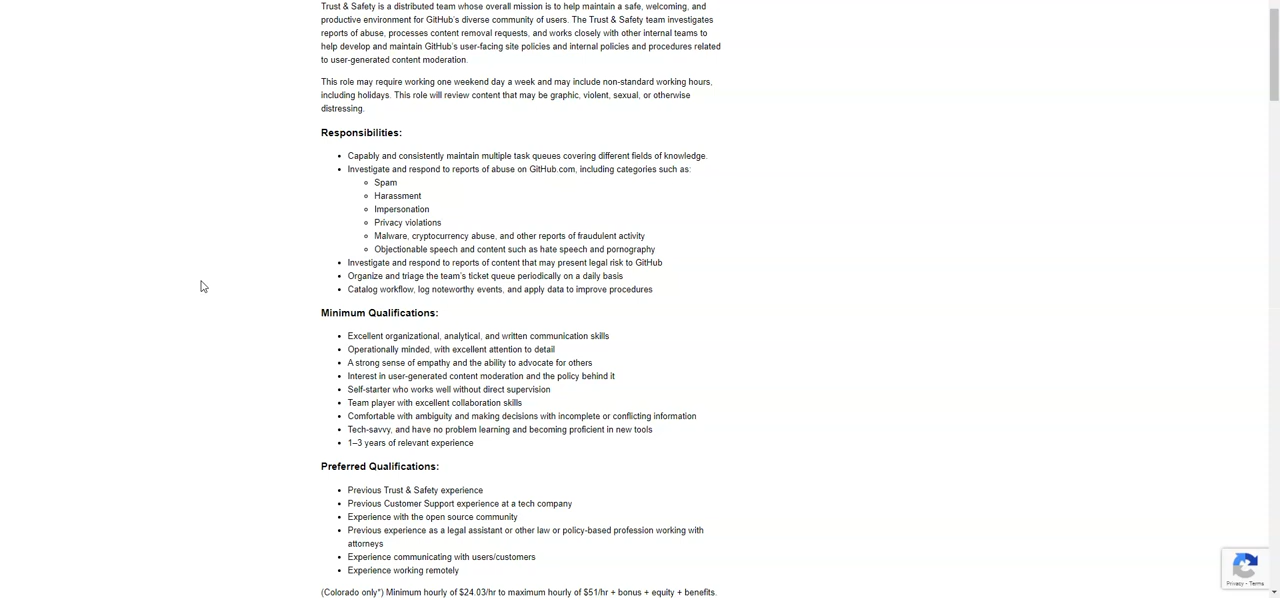 Trust & Safety is a distributed team whose overall mission is to help maintain a safe, welcoming, and
productive environment for GitHub's diverse community of users. The Trust & Safety team investigates
reports of abuse, processes content removal requests, and works closely with other internal teams to
help develop and maintain GitHub's user-facing site policies and internal policies and procedures related
to user-generated content moderation.
This role may require working one weekend day a week and may include non-standard working hours,
including holidays. This role will review content that may be graphic, violent, sexual, or otherwise
distressing.
Responsibilities:
• Capably and consistently maintain multiple task queues covering different fields of knowledge.
• Investigate and respond to reports of abuse on GitHub.com, including categories such as:
◦ Spam
◦ Harassment
◦ Impersonation
◦ Privacy violations
◦ Malware, cryptocurrency abuse, and other reports of fraudulent activity
◦ Objectionable speech and content such as hate speech and pornography
• Investigate and respond to reports of content that may present legal risk to GitHub
• Organize and triage the team's ticket queue periodically on a daily basis
• Catalog workflow, log noteworthy events, and apply data to improve procedures
Minimum Qualifications:
• Excellent organizational, analytical, and written communication skills
• Operationally minded, with excellent attention to detail
• A strong sense of empathy and the ability to advocate for others
• Interest in user-generated content moderation and the policy behind it
• Self-starter who works well without direct supervision
• Team player with excellent collaboration skills
• Comfortable with ambiguity and making decisions with incomplete or conflicting information
• Tech-savvy, and have no problem learning and becoming proficient in new tools
• 1–3 years of relevant experience
Preferred Qualifications:
• Previous Trust & Safety experience
• Previous Customer Support experience at a tech company
• Experience with the open source community
• Previous experience as a legal assistant or other law or policy-based profession working with
attorneys
• Experience communicating with users/customers
• Experience working remotely
(Colorado only*) Minimum hourly of $24.03/hr to maximum hourly of $51/hr + bonus + equity + benefits.
Privacy - Terms